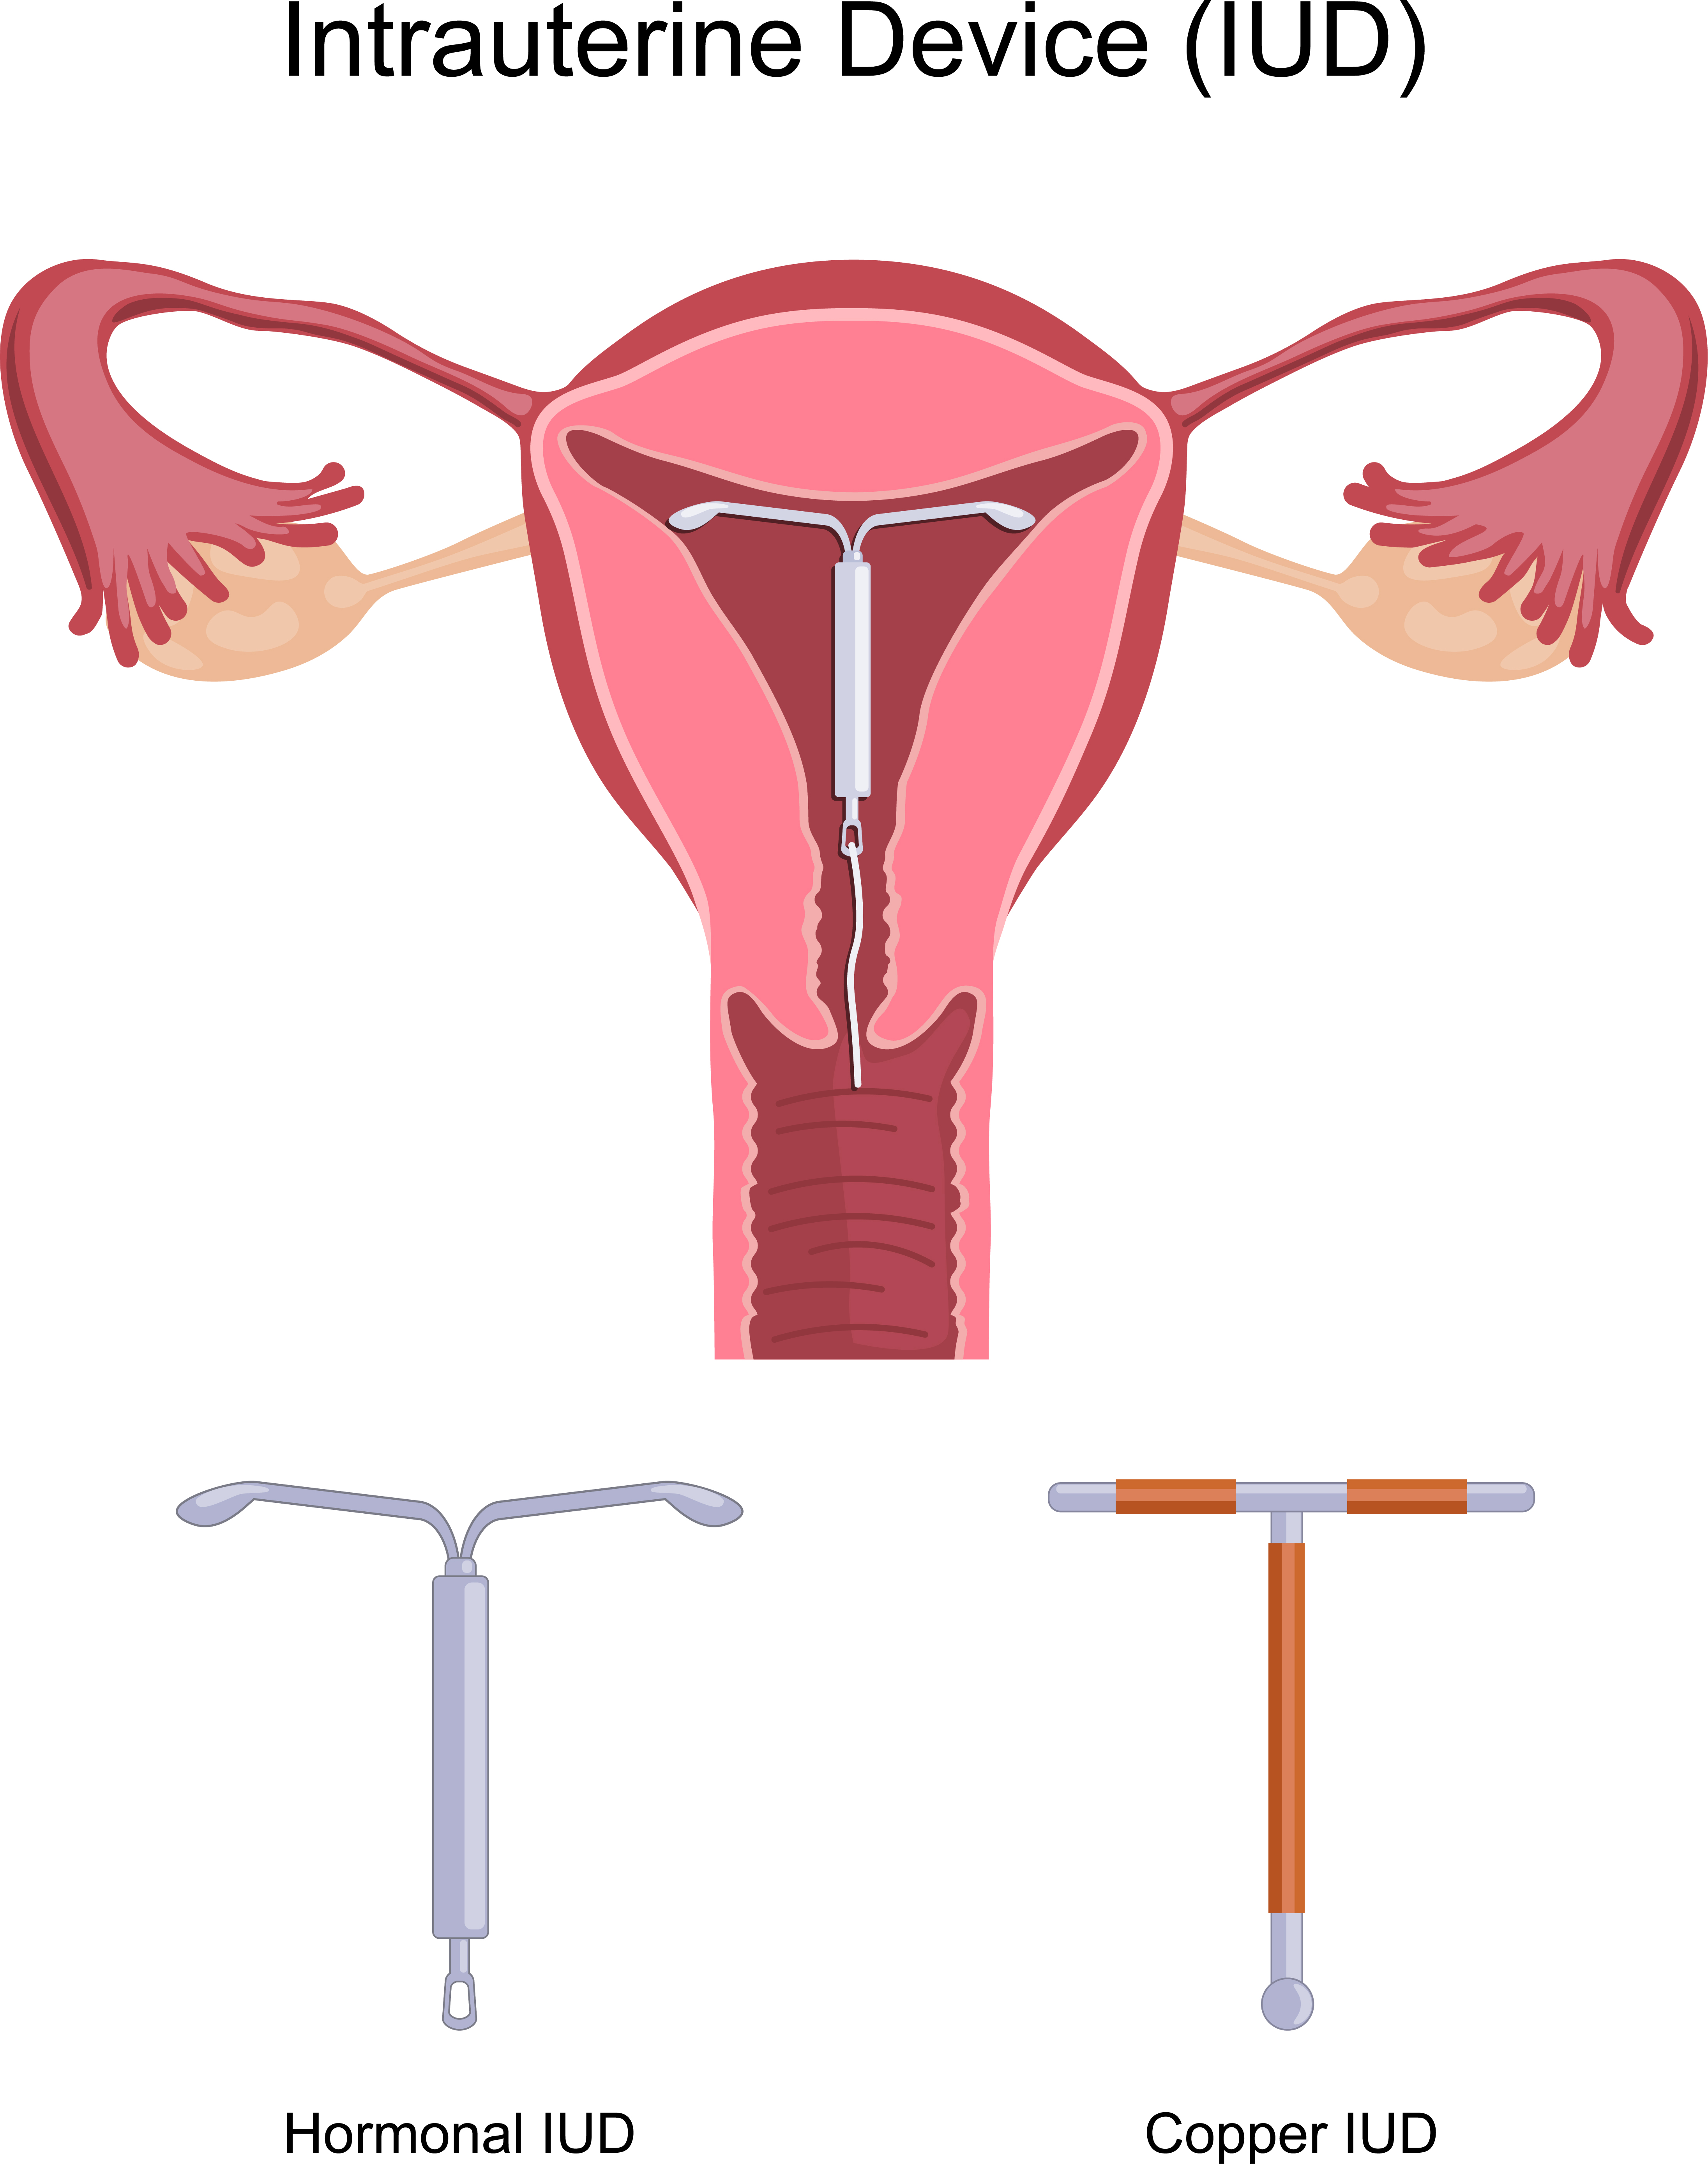 Intrauterine Device (IUD)
Hormonal IUD
Copper IUD